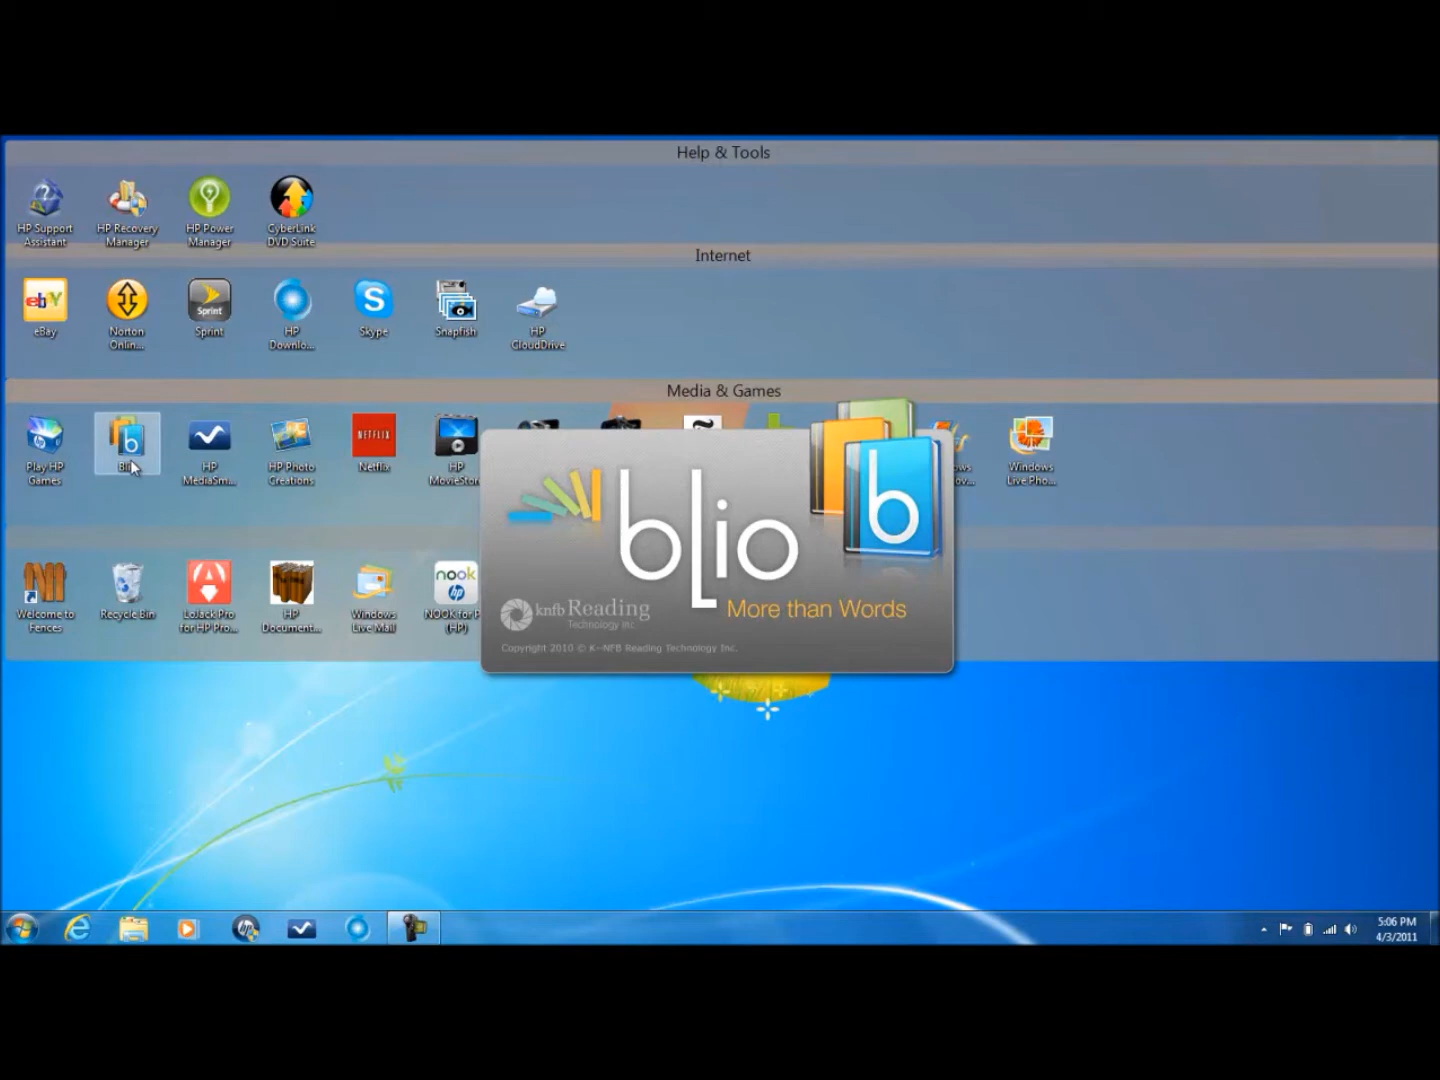 Help & Tools
HP Support Assistant
HP Recovery Manager
HP Power Manager
CyberLink DVD Suite
Internet
ebY
eBay
Norton Onlin...
Sprint
Sprint
HP Downlo...
S
Skype
Snapfish
HP CloudDrive
Media & Games
Play HP Games
b
HP MediaSm...
HP Photo Creations
NETFLIX
Netflix
HP MovieStor
Windows Live Pho...
blio
b
More than Words
knfb Reading
Technology Inc.
Copyright 2010 © K-NFB Reading Technology Inc.
Welcome to Fences
Recycle Bin
LoJack Pro for HP Pro...
HP Document...
Windows Live Mail
nook
hp
NOOK for P
(HP)
5:06 PM
4/3/2011